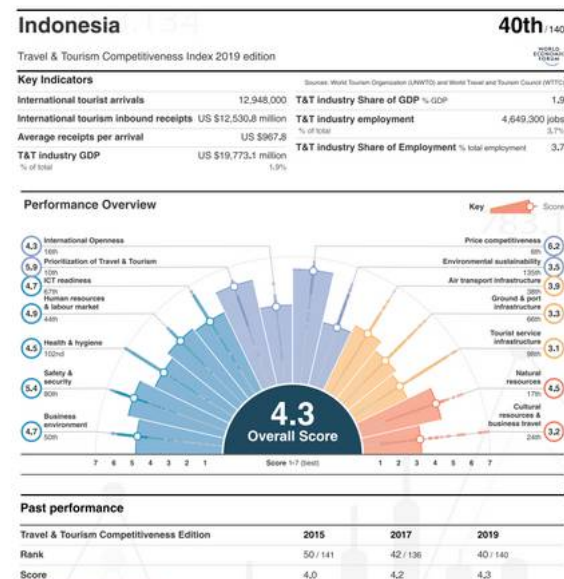 Indonesia
40th/140
Travel & Tourism Competitiveness Index 2019 edition
WORLD ECONOMIC FORUM
Key Indicators
Sources: World Tourism Organization (UNWTO) and World Travel and Tourism Council (WTTC)
International tourist arrivals 12,948,000
International tourism inbound receipts US $12,530.8 million
Average receipts per arrival US $967.8
T&T industry GDP US $19,773.1 million
% of total 1.9%
T&T industry Share of GDP % GDP 1.9
T&T industry employment 4,649,300 jobs
% of total 3.7%
T&T industry Share of Employment % total employment 3.7
Performance Overview
Key Score
4.3 International Openness
16th
5.9 Prioritization of Travel & Tourism
10th
4.7 ICT readiness
67th
4.9 Human resources
& labour market
44th
4.5 Health & hygiene
102nd
5.4 Safety &
security
80th
4.7 Business
environment
50th
Price competitiveness 6.2
6th
Environmental sustainability 3.5
135th
Air transport infrastructure 3.9
38th
Ground & port
infrastructure 3.3
66th
Tourist service
infrastructure 3.1
98th
Natural
resources 4.5
17th
Cultural
resources &
business travel 3.2
24th
4.3
Overall Score
7 6 5 4 3 2 1 Score 1-7 (best) 1 2 3 4 5 6 7
Past performance
Travel & Tourism Competitiveness Edition 2015 2017 2019
Rank 50 / 141 42 / 136 40 / 140
Score 4.0 4.2 4.3